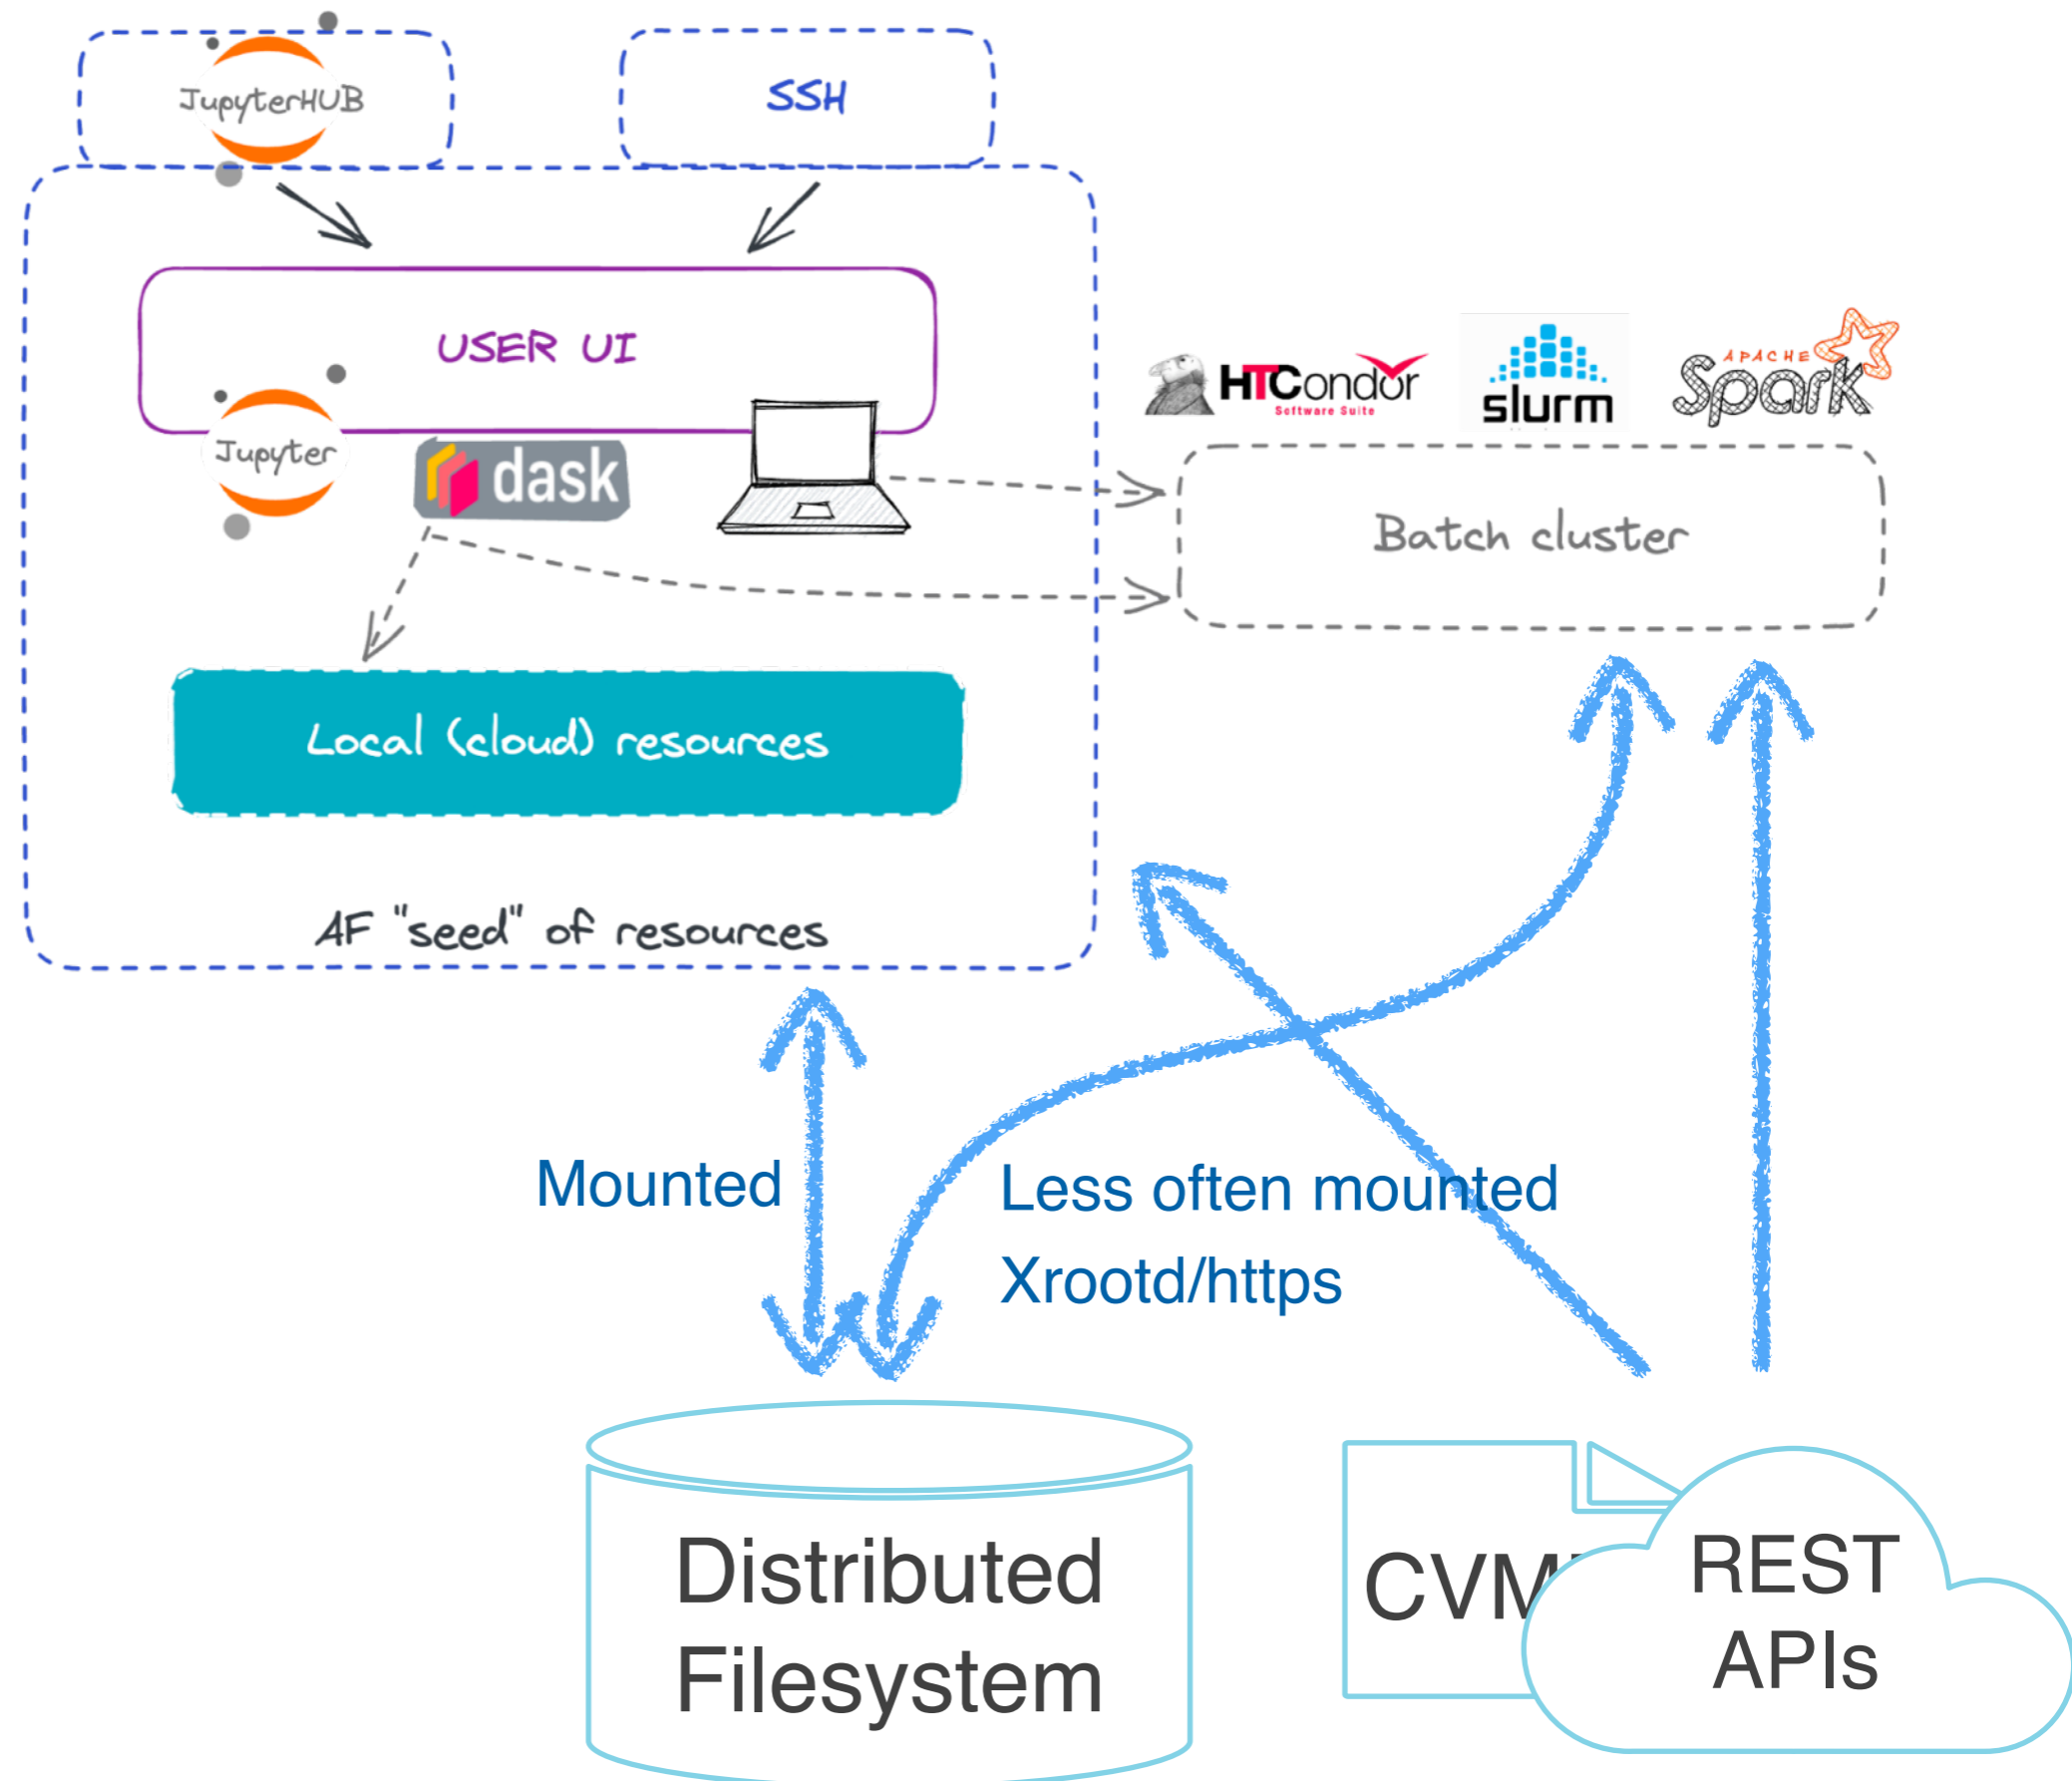 JupyterHUB
SSH
USER UI
Jupyter
dask
HTCondor
Software Suite
slurm
APACHE
Spark
Batch cluster
Local (cloud) resources
AF "seed" of resources
Mounted
Less often mounted
Xrootd/https
Distributed
Filesystem
CVM
REST
APIs